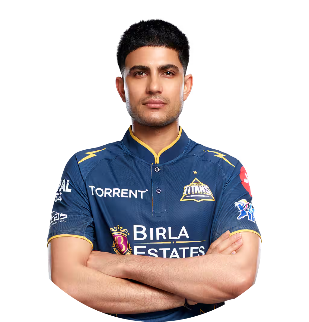 TITANS
TORRENT
BIRLA
ESTATES